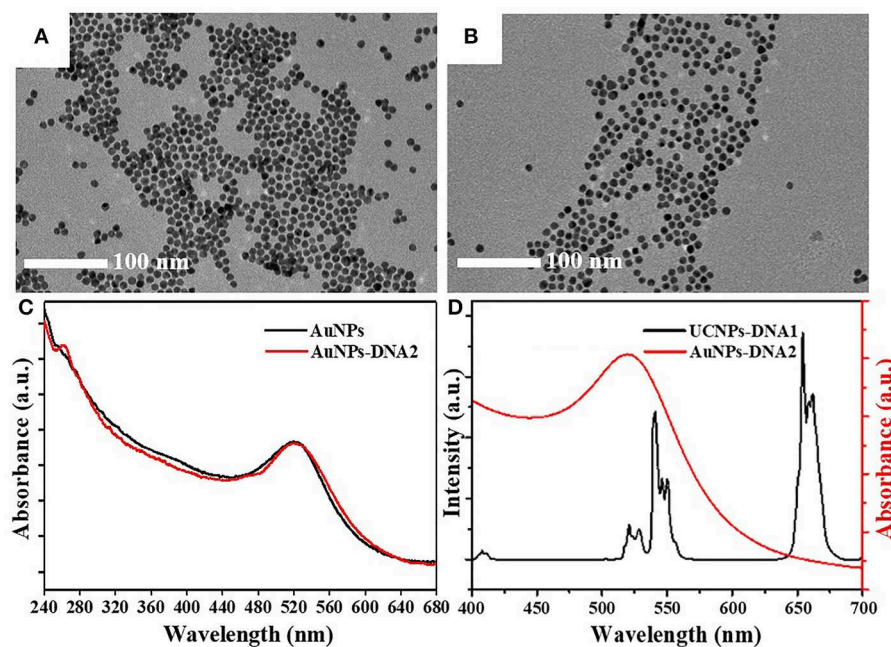 A
B
100 nm
100 nm
C
AuNPs
AuNPs-DNA2
Absorbance (a.u.)
240 280 320 360 400 440 480 520 560 600 640 680
Wavelength (nm)
D
UCNPs-DNA1
AuNPs-DNA2
Intensity (a.u.)
Absorbance (a.u.)
400 450 500 550 600 650 700
Wavelength (nm)